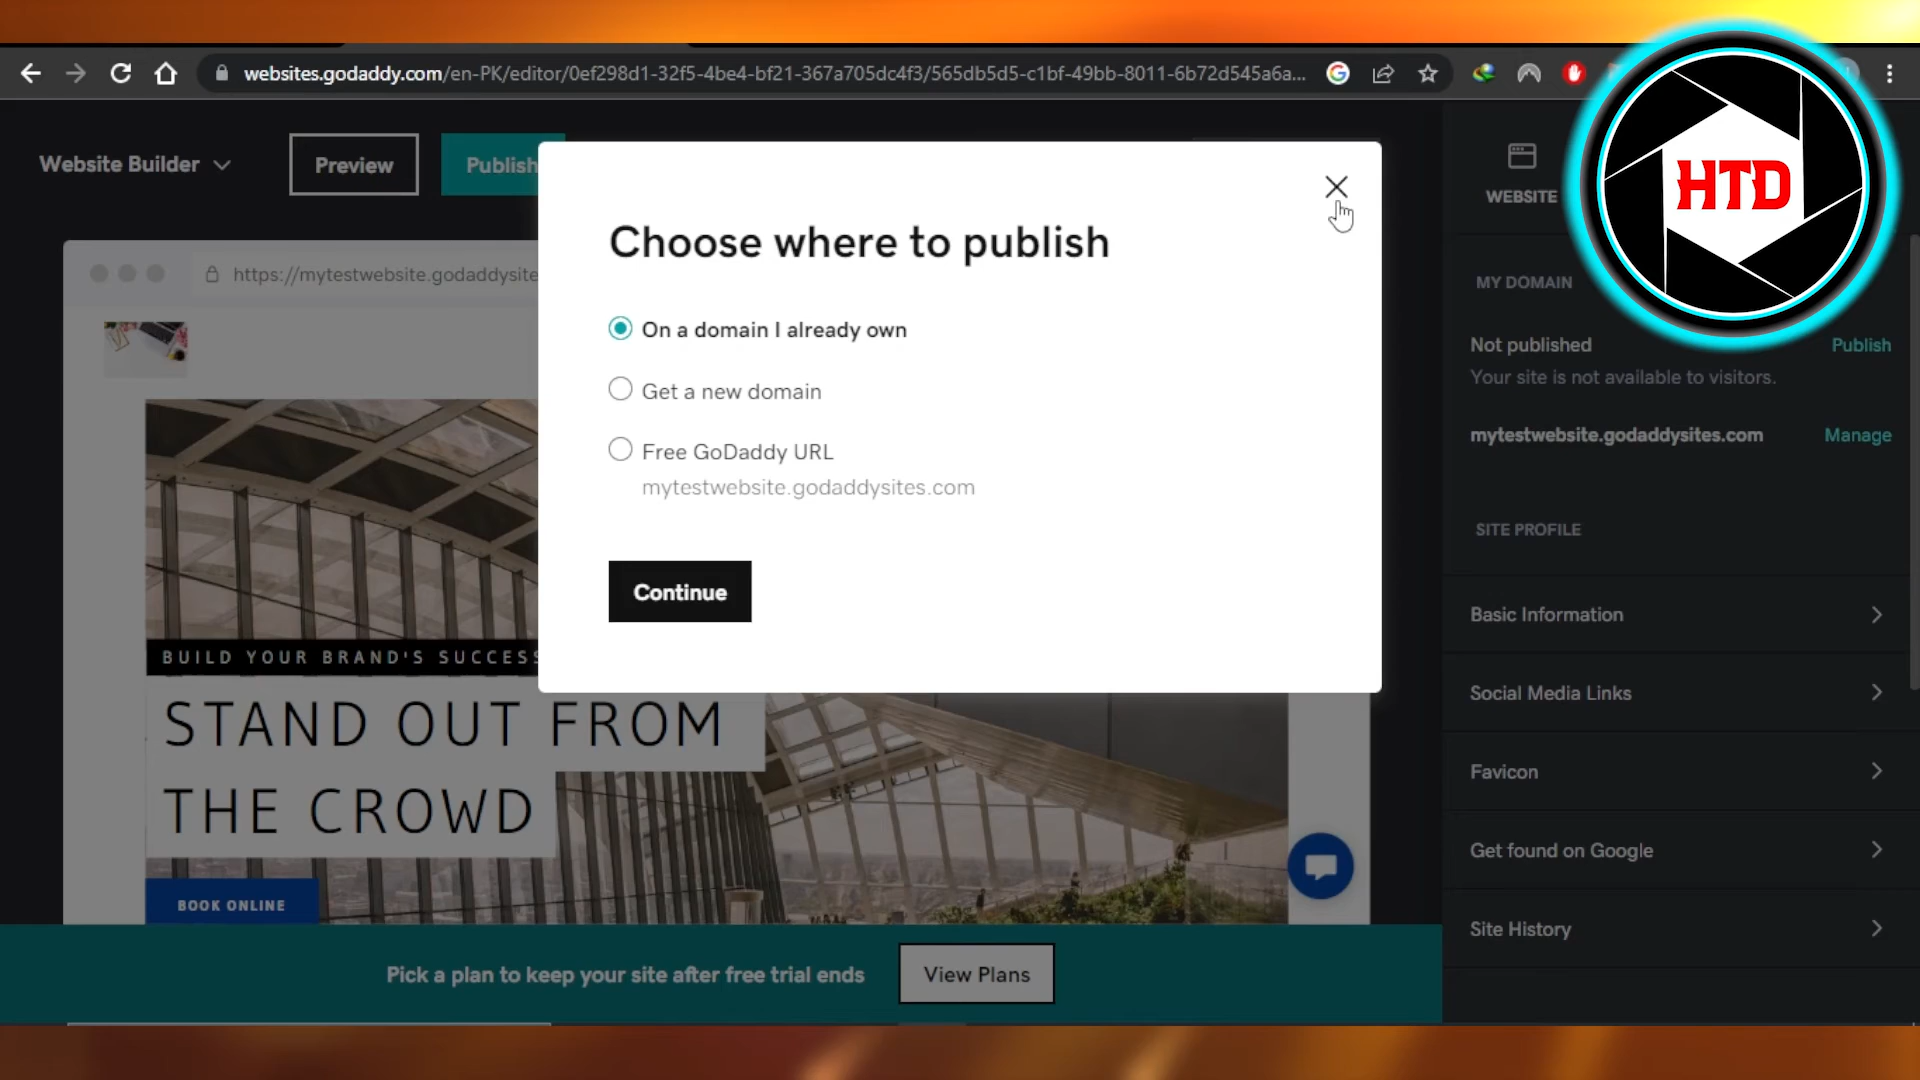 websites.godaddy.com/en-PK/editor/0ef298d1-32f5-4be4-bf21-367a705dc4f3/565db5d5-c1bf-49bb-8011-6b72d545a6a...
HTD
Website Builder
Preview
Publish
WEBSITE
Choose where to publish
https://mytestwebsite.godaddysite
MY DOMAIN
On a domain I already own
Not published
Publish
Your site is not available to visitors.
Get a new domain
mytestwebsite.godaddysites.com
Manage
Free GoDaddy URL
mytestwebsite.godaddysites.com
SITE PROFILE
Continue
Basic Information
BUILD YOUR BRAND'S SUCCESS
Social Media Links
STAND OUT FROM
THE CROWD
Favicon
Get found on Google
BOOK ONLINE
Site History
Pick a plan to keep your site after free trial ends
View Plans